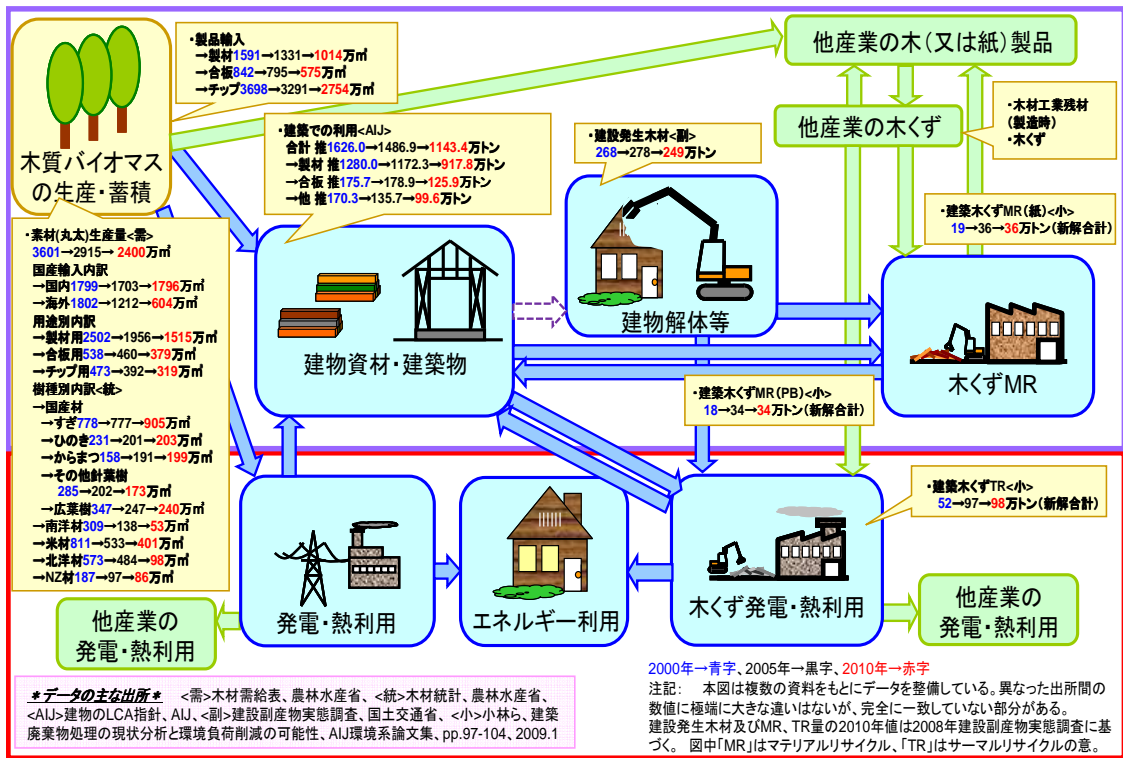 ・製品輸入
→製材1591→1331→1014万㎥
→合板842→795→575万㎥
→チップ3698→3291→2754万㎥
他産業の木(又は紙)製品
他産業の木くず
・木材工業残材
(製造時)
・木くず
木質バイオマス
の生産・蓄積
・建築での利用<AIJ>
合計 推1626.0→1486.9→1143.4万トン
→製材 推1280.0→1172.3→917.8万トン
→合板 推175.7→178.9→125.9万トン
→他 推170.3→135.7→99.6万トン
・建設発生木材<副>
268→278→249万トン
・建築木くずMR(紙)<小>
19→36→36万トン(新解合計)
・素材(丸太)生産量<需>
3601→2915→ 2400万㎥
国産輸入内訳
→国内1799→1703→1796万㎥
→海外1802→1212→604万㎥
用途別内訳
→製材用2502→1956→1515万㎥
→合板用538→460→379万㎥
→チップ用473→392→319万㎥
樹種別内訳<統>
→国産材
→すぎ778→777→905万㎥
→ひのき231→201→203万㎥
→からまつ158→191→199万㎥
→その他針葉樹
285→202→173万㎥
→広葉樹347→247→240万㎥
→南洋材309→138→53万㎥
→米材811→533→401万㎥
→北洋材573→484→98万㎥
→NZ材187→97→86万㎥
建物資材・建築物
建物解体等
木くずMR
・建築木くずMR(PB)<小>
18→34→34万トン(新解合計)
・建築木くずTR<小>
52→97→98万トン(新解合計)
発電・熱利用
エネルギー利用
木くず発電・熱利用
他産業の
発電・熱利用
他産業の
発電・熱利用
2000年→青字、2005年→黒字、2010年→赤字
注記: 本図は複数の資料をもとにデータを整備している。異なった出所間の
数値に極端に大きな違いはないが、完全に一致していない部分がある。
建設発生木材及びMR、TR量の2010年値は2008年建設副産物実態調査に基
づく。 図中「MR」はマテリアルリサイクル、「TR」はサーマルリサイクルの意。
*データの主な出所* <需>木材需給表、農林水産省、<統>木材統計、農林水産省、
<AIJ>建物のLCA指針、AIJ、<副>建設副産物実態調査、国土交通省、 <小>小林ら、建築
廃棄物処理の現状分析と環境負荷削減の可能性、AIJ環境系論文集、pp.97-104、2009.1